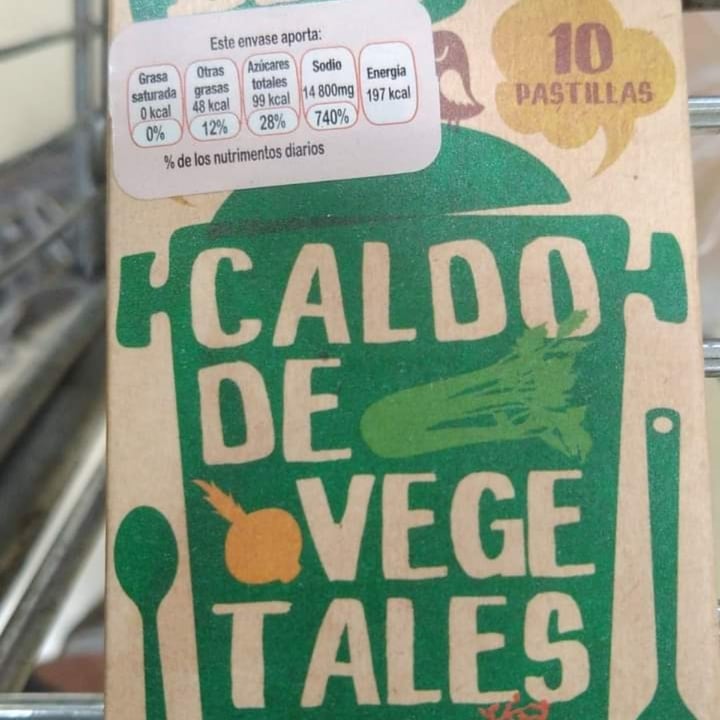 Este envase aporta:
Grasa saturada 0 kcal 0%
Otras grasas 48 kcal 12%
Azúcares totales 99 kcal 28%
Sodio 14 800mg 740%
Energía 197 kcal
% de los nutrimentos diarios
10
PASTILLAS
CALDO
DE
VEGE
TALES